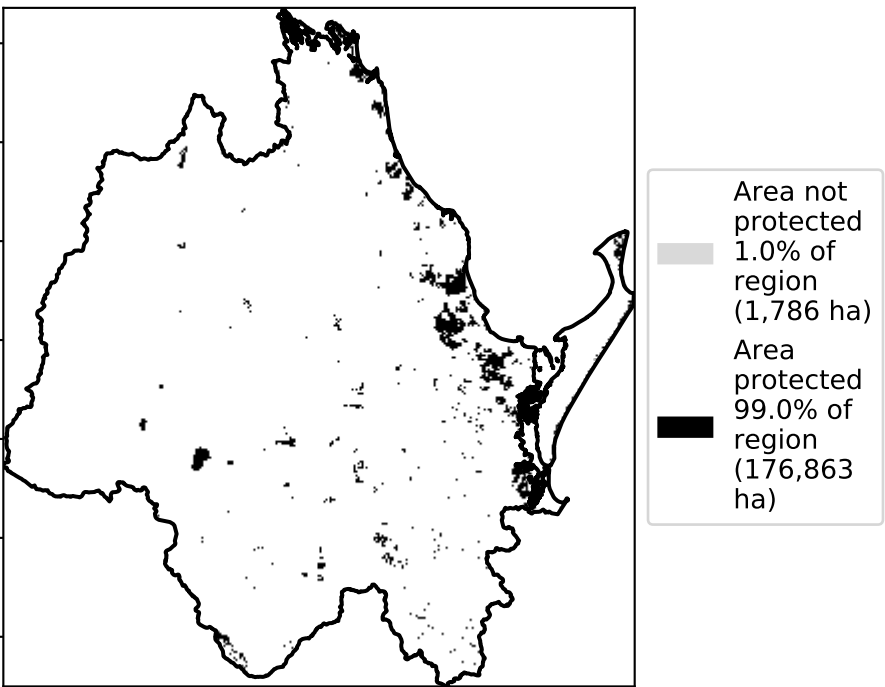 Area not
protected
1.0% of
region
(1,786 ha)
Area
protected
99.0% of
region
(176,863
ha)